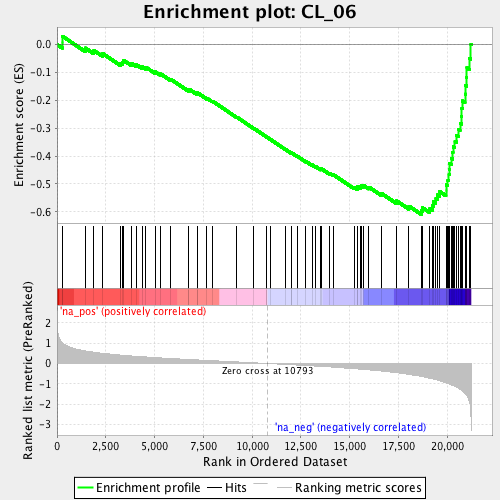 Enrichment plot: CL_06
Enrichment score (ES)
0.0
-0.1
-0.2
-0.3
-0.4
-0.5
-0.6
'na_pos' (positively correlated)
Ranked list metric (PreRanked)
2
1
0
-1
-2
-3
Zero cross at 10793
'na_neg' (negatively correlated)
0
2,500
5,000
7,500
10,000
12,500
15,000
17,500
20,000
Rank in Ordered Dataset
Enrichment profile
Hits
Ranking metric scores